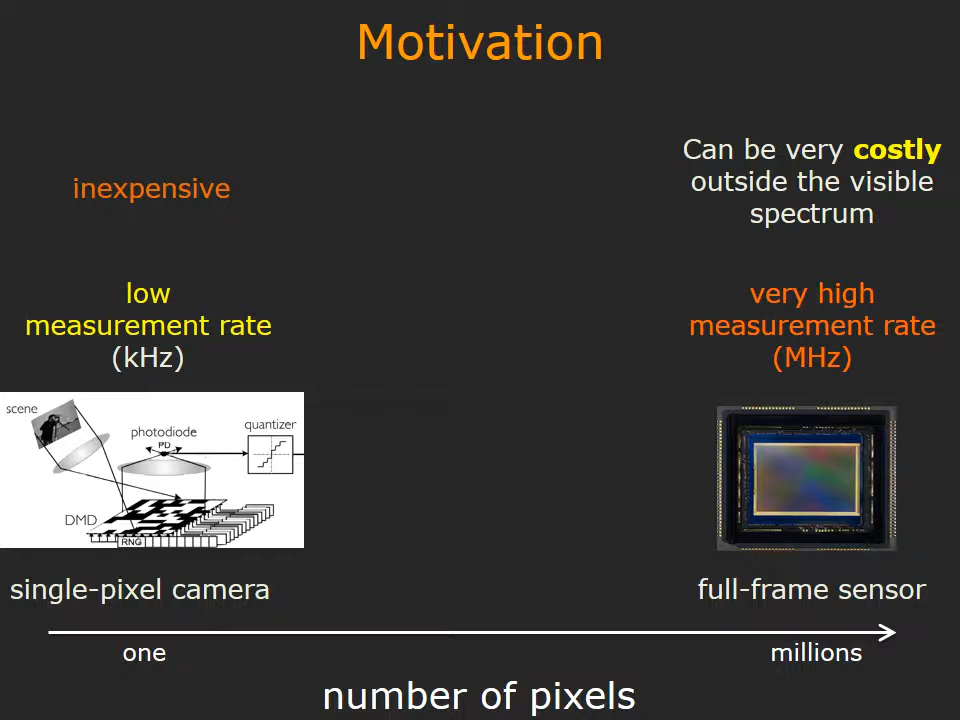 Motivation
inexpensive
Can be very costly
outside the visible
spectrum
low
measurement rate
(kHz)
very high
measurement rate
(MHz)
scene
photodiode
PD
quantizer
DMD
RNG
single-pixel camera
full-frame sensor
one
millions
number of pixels